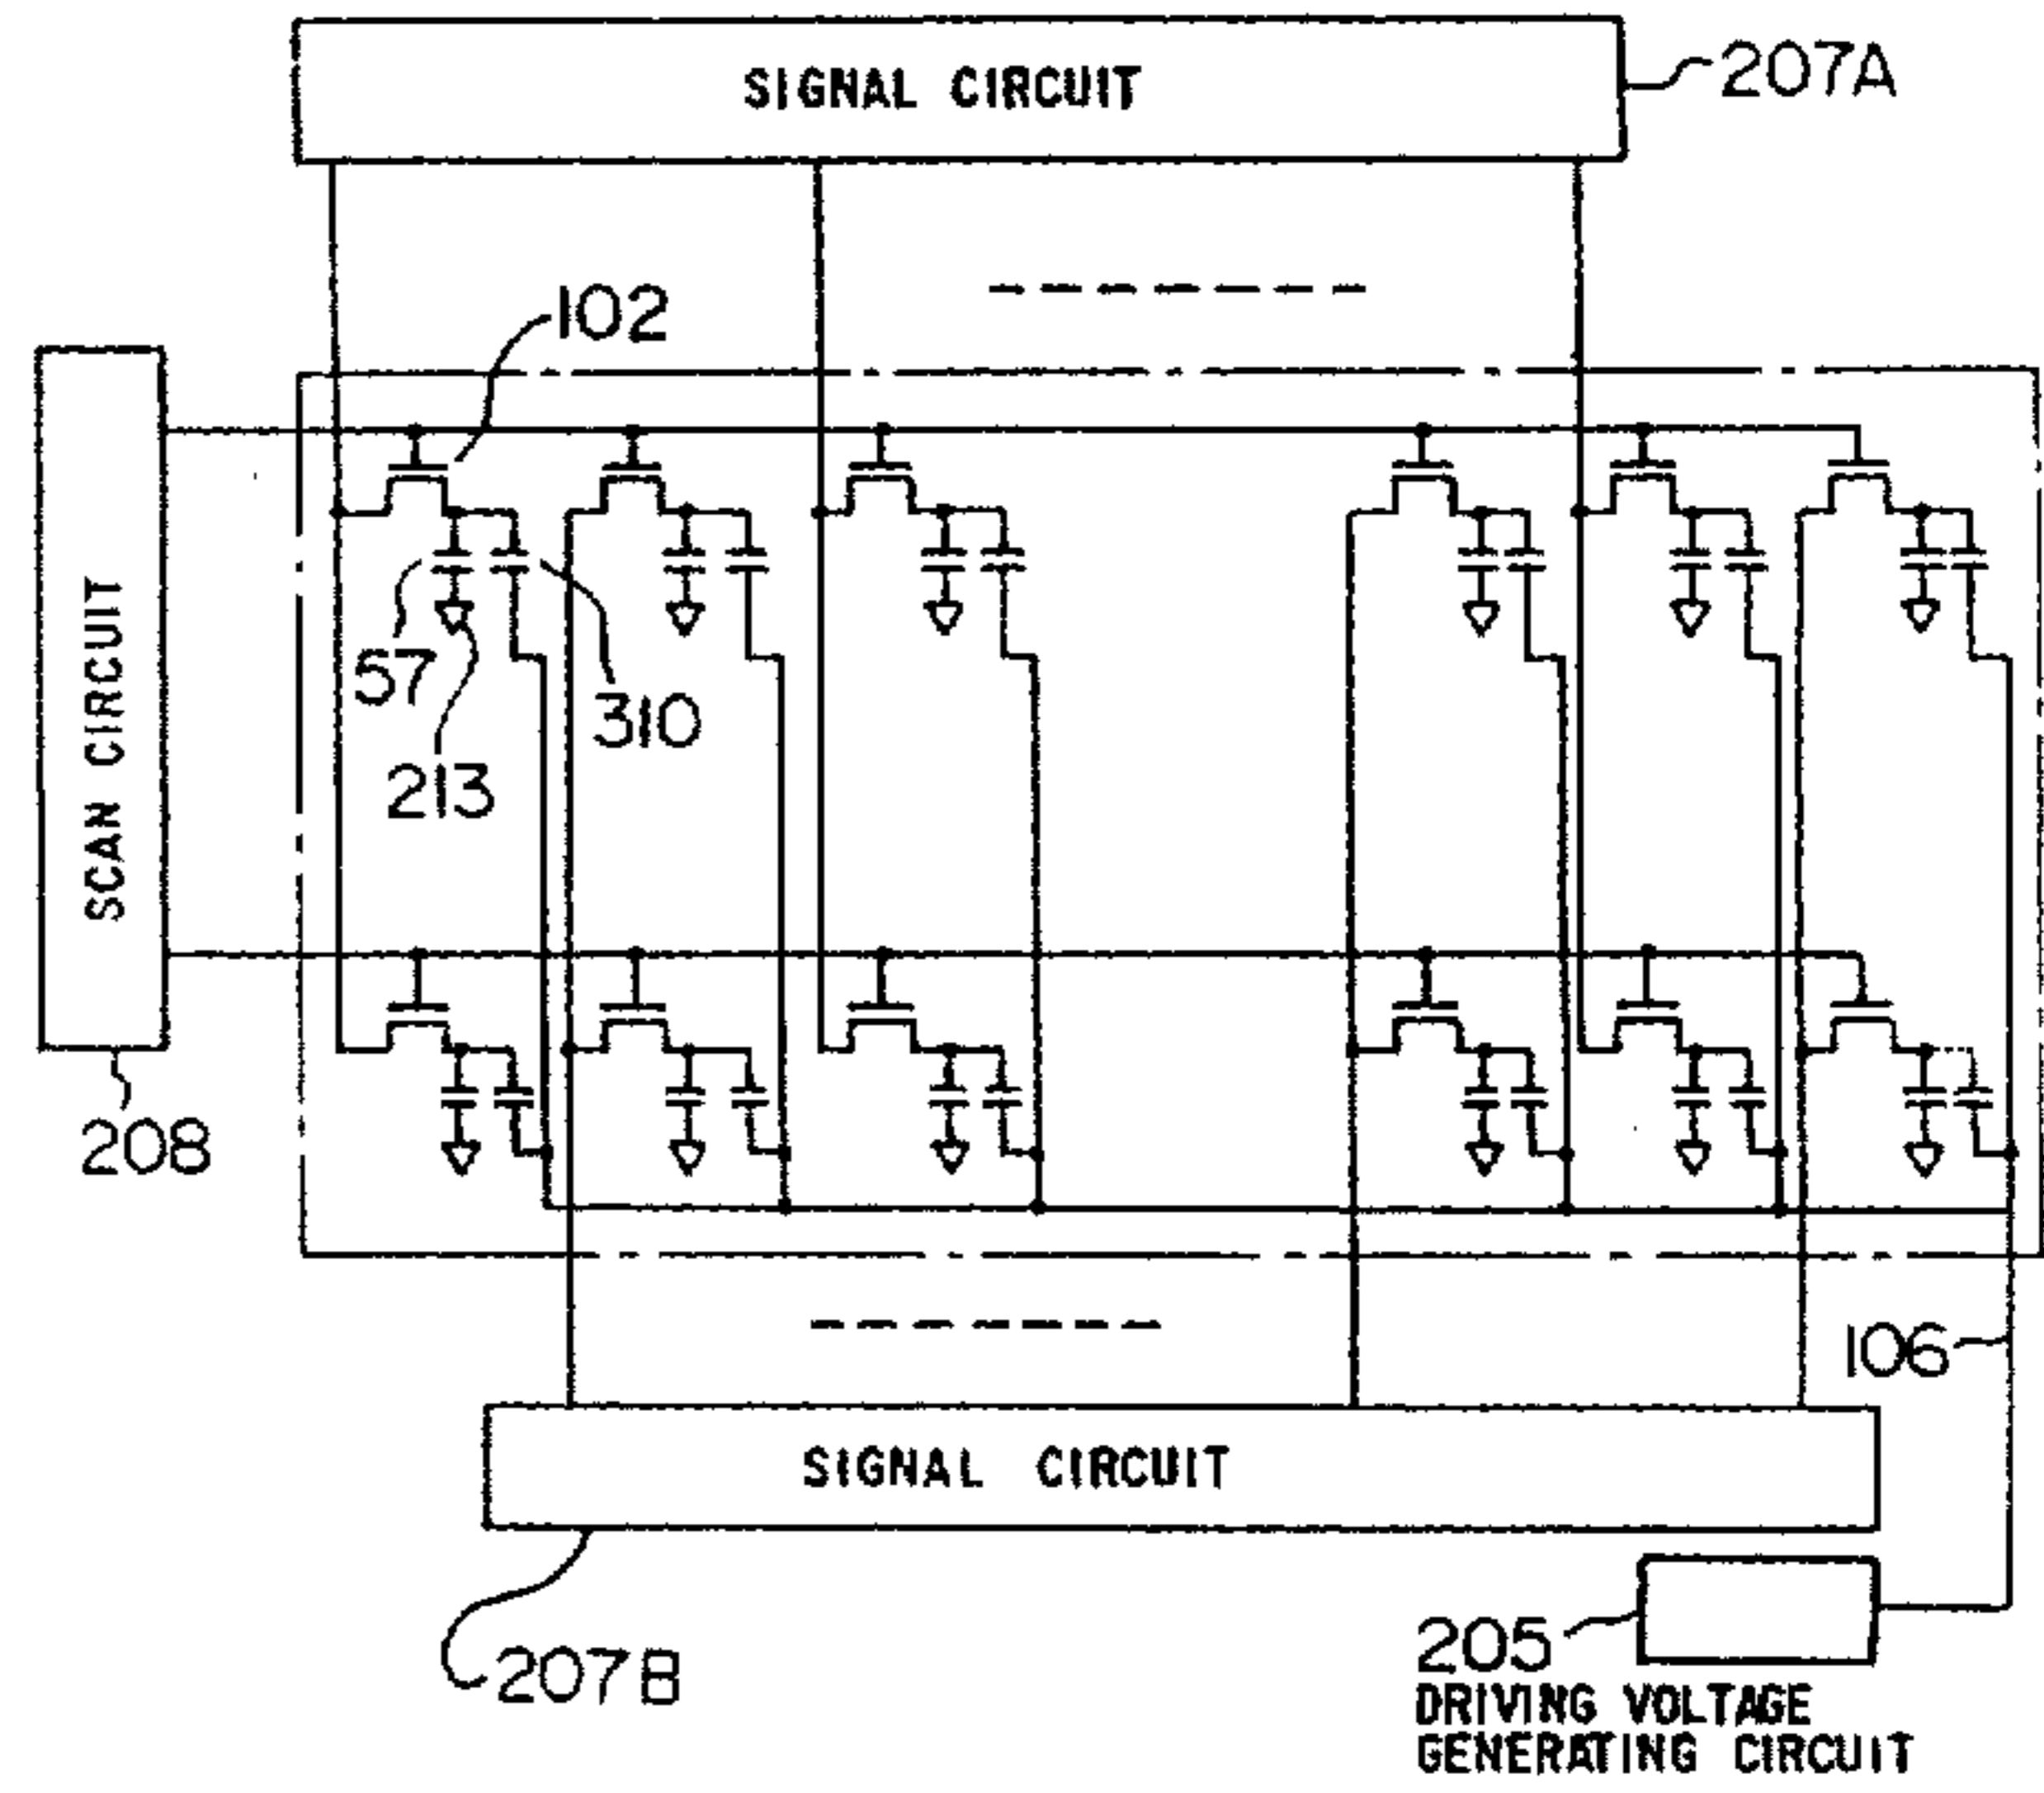 SIGNAL CIRCUIT
207A
102
SCAN CIRCUIT
57
310
213
208
106
SIGNAL CIRCUIT
205
207B
DRIVING VOLTAGE
GENERATING CIRCUIT